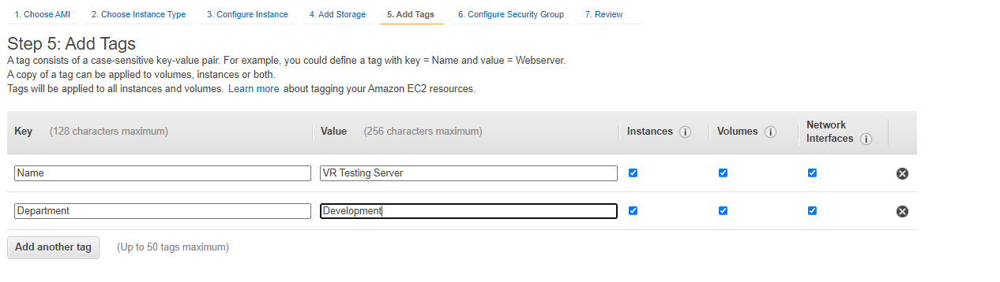 1. Choose AMI 2. Choose Instance Type 3. Configure Instance 4. Add Storage 5. Add Tags 6. Configure Security Group 7. Review
Step 5: Add Tags
A tag consists of a case-sensitive key-value pair. For example, you could define a tag with key = Name and value = Webserver.
A copy of a tag can be applied to volumes, instances or both.
Tags will be applied to all instances and volumes. Learn more about tagging your Amazon EC2 resources.
Key (128 characters maximum) Value (256 characters maximum) Instances i Volumes i Network Interfaces i
Name VR Testing Server
Department Development
Add another tag (Up to 50 tags maximum)